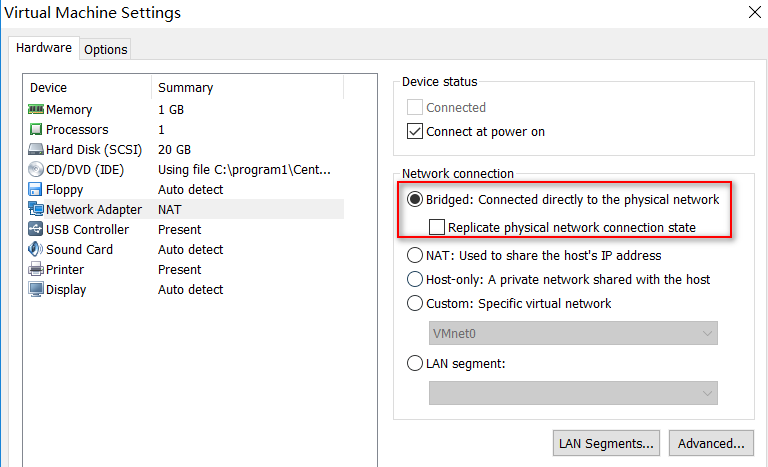 Virtual Machine Settings
Hardware
Options
Device Summary
Memory 1 GB
Processors 1
Hard Disk (SCSI) 20 GB
CD/DVD (IDE) Using file C:\program1\Cent...
Floppy Auto detect
Network Adapter NAT
USB Controller Present
Sound Card Auto detect
Printer Present
Display Auto detect
Device status
Connected
Connect at power on
Network connection
Bridged: Connected directly to the physical network
Replicate physical network connection state
NAT: Used to share the host's IP address
Host-only: A private network shared with the host
Custom: Specific virtual network
VMnet0
LAN segment:
LAN Segments... Advanced...